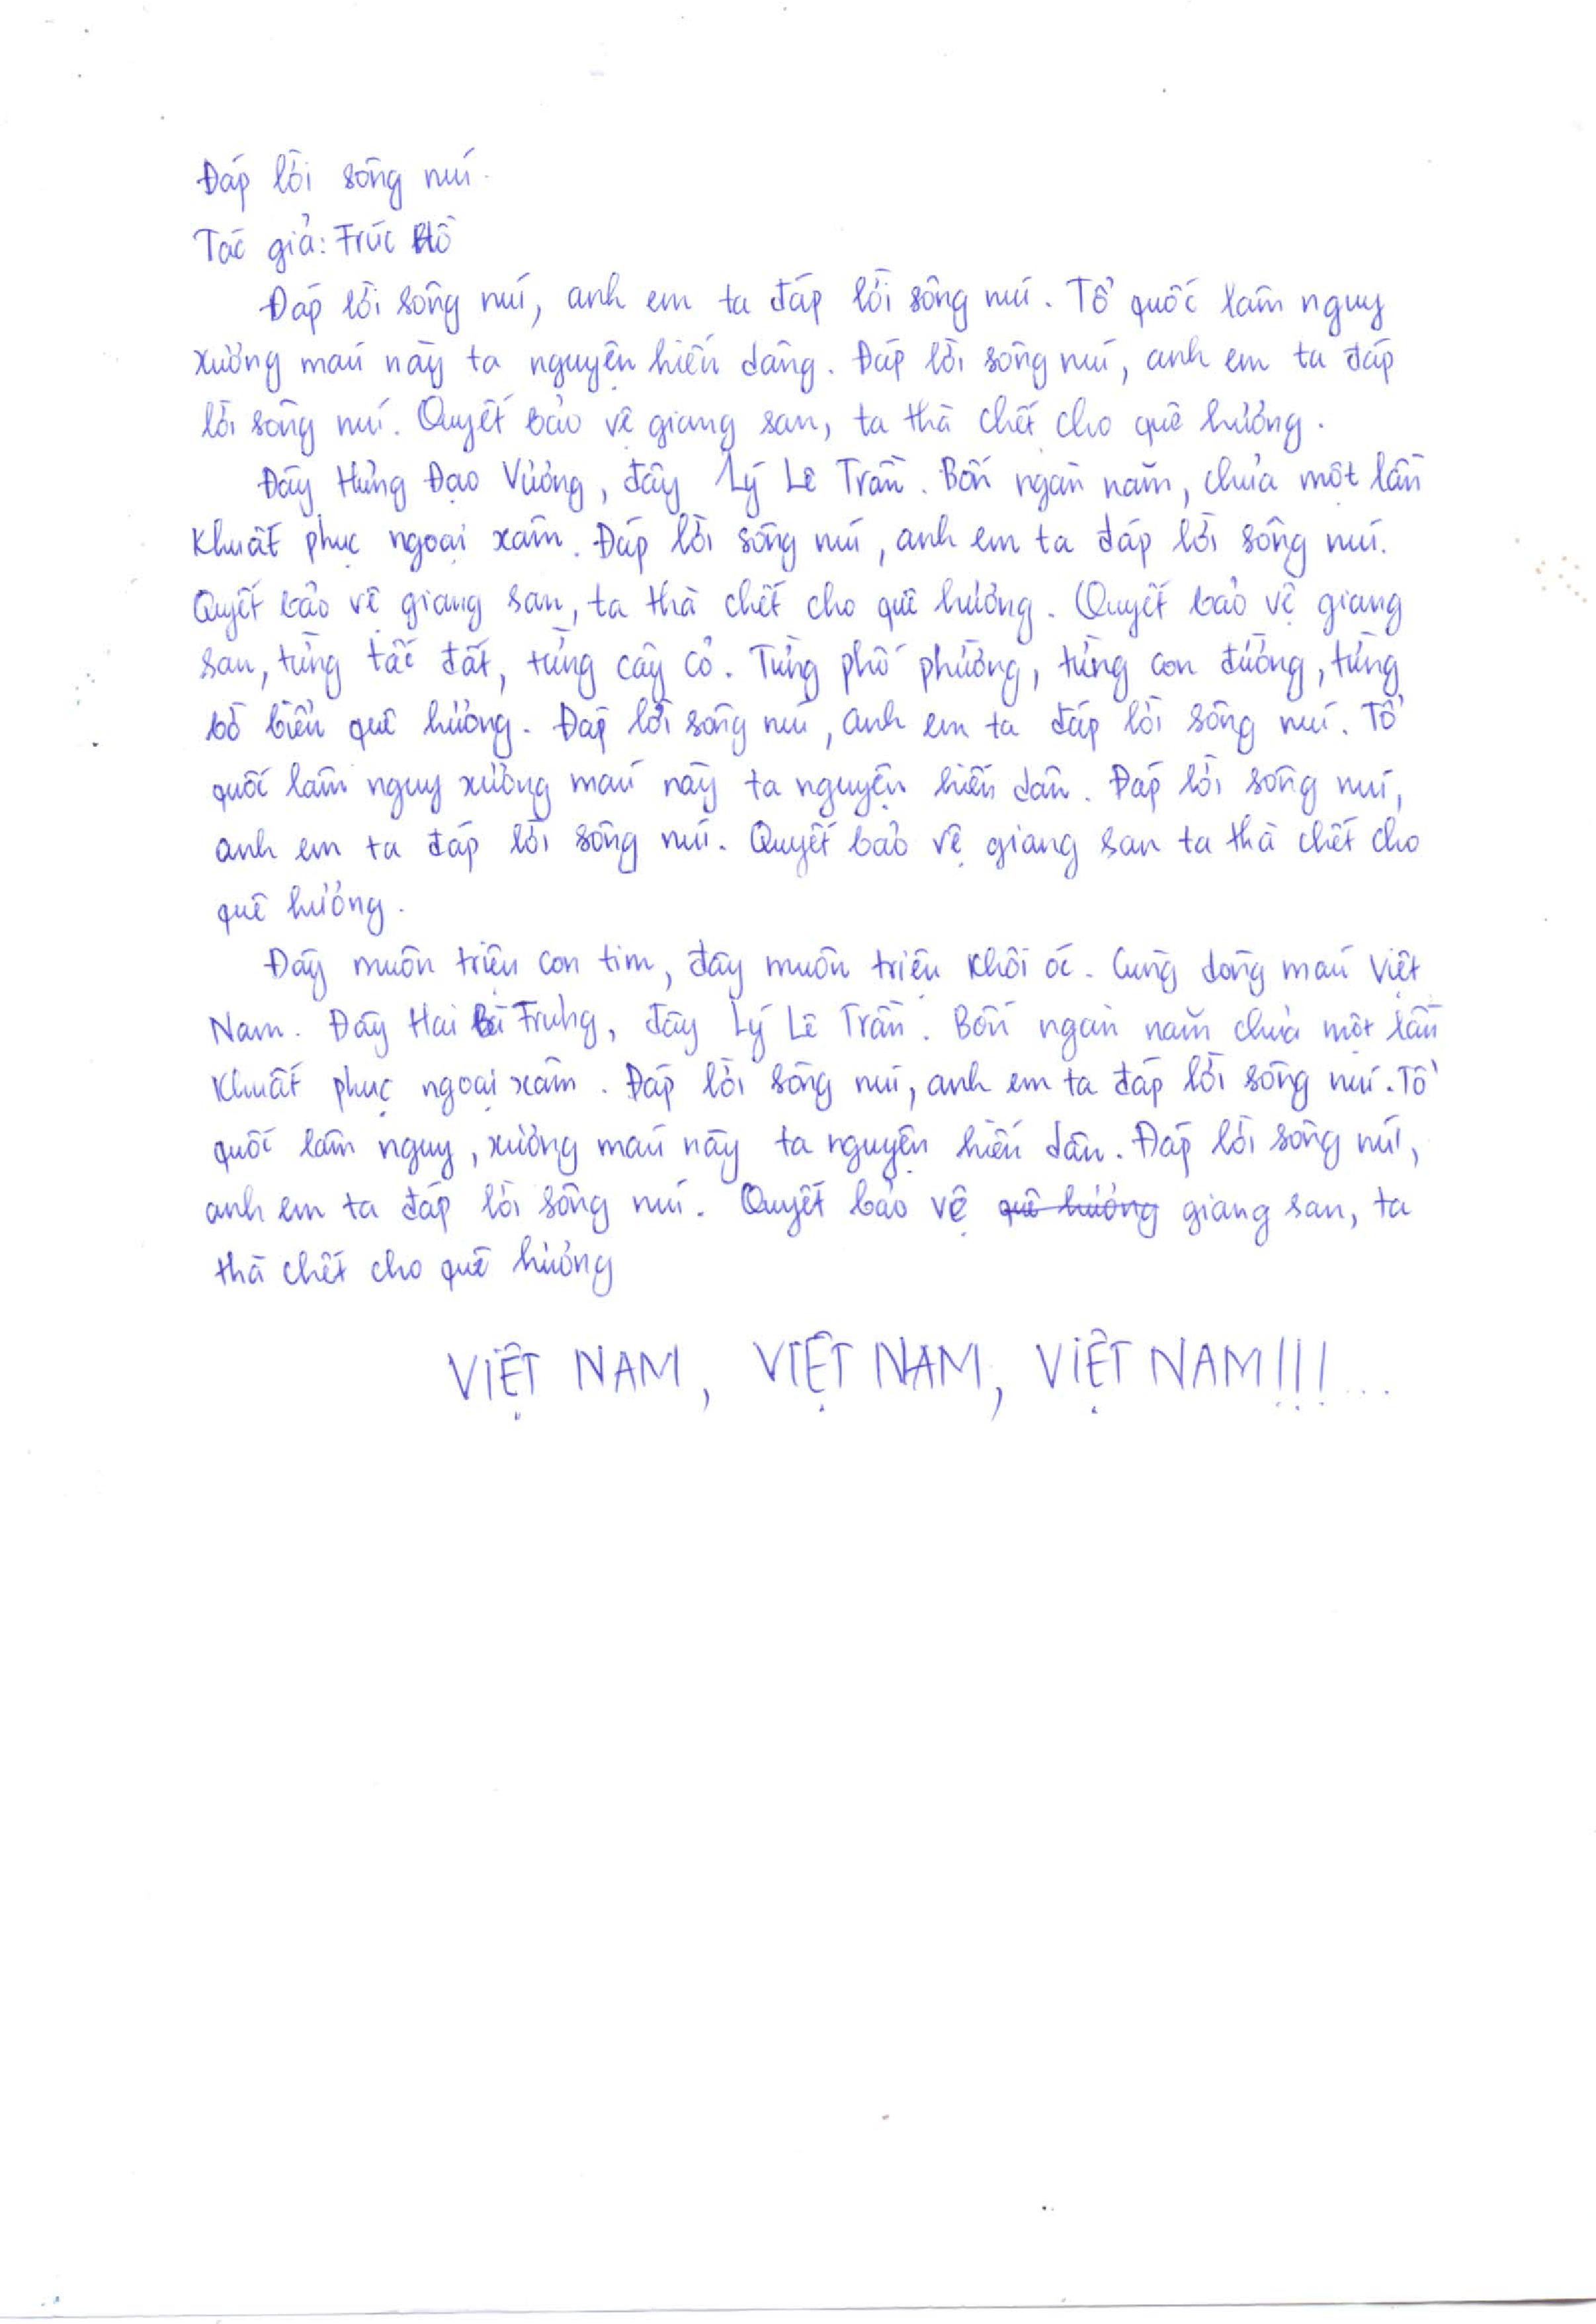 Đáp lời sông núi.
Tác giả: Trúc Hồ
Đáp lời sông núi, anh em ta đáp lời sông núi. Tổ quốc lâm nguy
xương máu này ta nguyện hiến dâng. Đáp lời sông núi, anh em ta đáp
lời sông núi. Quyết bảo vệ giang san, ta thà chết cho quê hương.
Đây Hưng Đạo Vương, đây Lý Lê Trần. Bốn ngàn năm, chưa một lần
khuất phục ngoại xâm. Đáp lời sông núi, anh em ta đáp lời sông núi.
Quyết bảo vệ giang san, ta thà chết cho quê hương. Quyết bảo vệ giang
san, từng tấc đất, từng cây cỏ. Từng phố phường, từng con đường, từng
bờ biển quê hương. Đáp lời sông núi, anh em ta đáp lời sông núi. Tổ
quốc lâm nguy xương máu này ta nguyện hiến dân. Đáp lời sông núi,
anh em ta đáp lời sông núi. Quyết bảo vệ giang san ta thà chết cho
quê hương.
Đây muôn triệu con tim, đây muôn triệu khối óc. Cùng dòng máu Việt
Nam. Đây Hai Bà Trưng, đây Lý Lê Trần. Bốn ngàn năm chưa một lần
khuất phục ngoại xâm. Đáp lời sông núi, anh em ta đáp lời sông núi. Tổ
quốc lâm nguy, xương máu này ta nguyện hiến dân. Đáp lời sông núi,
anh em ta đáp lời sông núi. Quyết bảo vệ quê hương giang san, ta
thà chết cho quê hương
VIỆT NAM, VIỆT NAM, VIỆT NAM!!!...